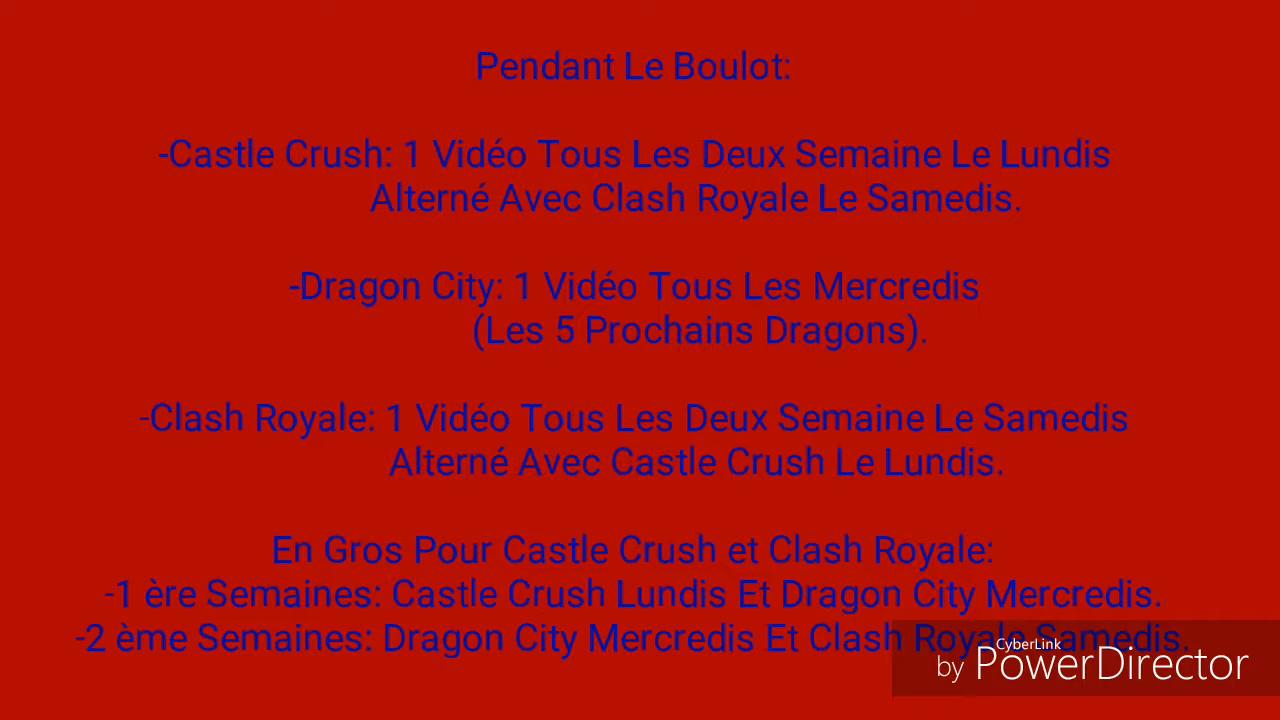 Pendant Le Boulot:
-Castle Crush: 1 Vidéo Tous Les Deux Semaine Le Lundis
Alterné Avec Clash Royale Le Samedis.
-Dragon City: 1 Vidéo Tous Les Mercredis
(Les 5 Prochains Dragons).
-Clash Royale: 1 Vidéo Tous Les Deux Semaine Le Samedis
Alterné Avec Castle Crush Le Lundis.
En Gros Pour Castle Crush et Clash Royale:
-1 ère Semaines: Castle Crush Lundis Et Dragon City Mercredis.
-2 ème Semaines: Dragon City Mercredis Et Clash Royale Samedis.
CyberLink
by PowerDirector